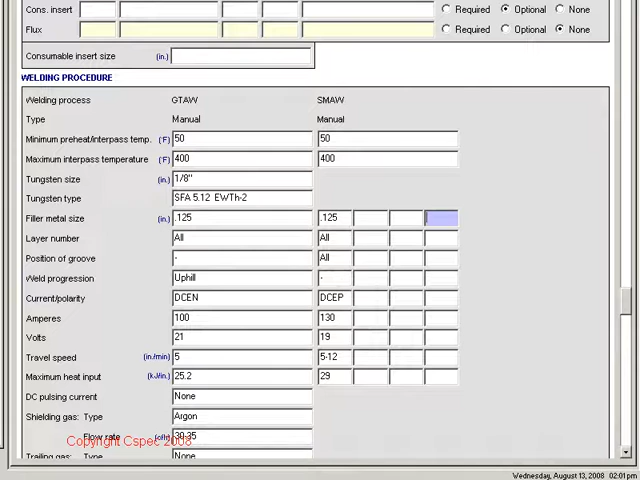 Cons. insert Required Optional None
Flux Required Optional None
Consumable insert size (in.)
WELDING PROCEDURE
Welding process GTAW SMAW
Type Manual Manual
Minimum preheat/interpass temp. (°F) 50 50
Maximum interpass temperature (°F) 400 400
Tungsten size (in.) 1/8"
Tungsten type SFA 5.12 EWTh-2
Filler metal size (in.) .125 .125
Layer number All All
Position of groove - All
Weld progression Uphill -
Current/polarity DCEN DCEP
Amperes 100 130
Volts 21 19
Travel speed (in./min) 5 5-12
Maximum heat input (kJ/in.) 25.2 29
DC pulsing current None
Shielding gas: Type Argon
Flow rate (cfh) 30-35
Copyright Cspec 2008
Trailing gas: Type None
Wednesday, August 13, 2008 02:01pm